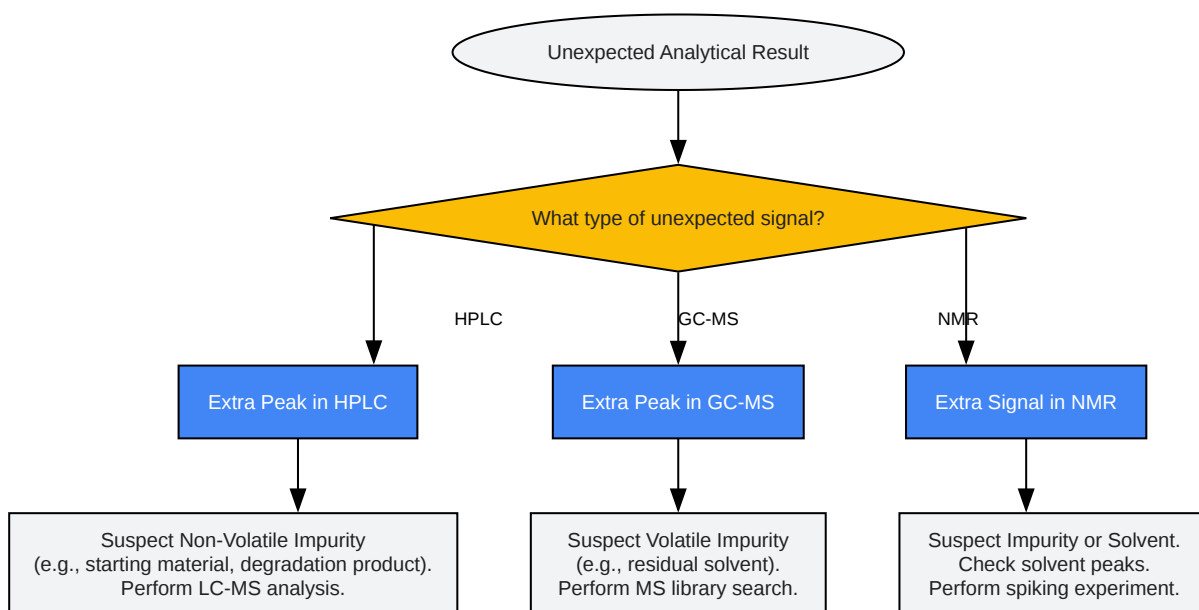 Unexpected Analytical Result
What type of unexpected signal?
HPLC
GC-MS
NMR
Extra Peak in HPLC
Extra Peak in GC-MS
Extra Signal in NMR
Suspect Non-Volatile Impurity
(e.g., starting material, degradation product).
Perform LC-MS analysis.
Suspect Volatile Impurity
(e.g., residual solvent).
Perform MS library search.
Suspect Impurity or Solvent.
Check solvent peaks.
Perform spiking experiment.